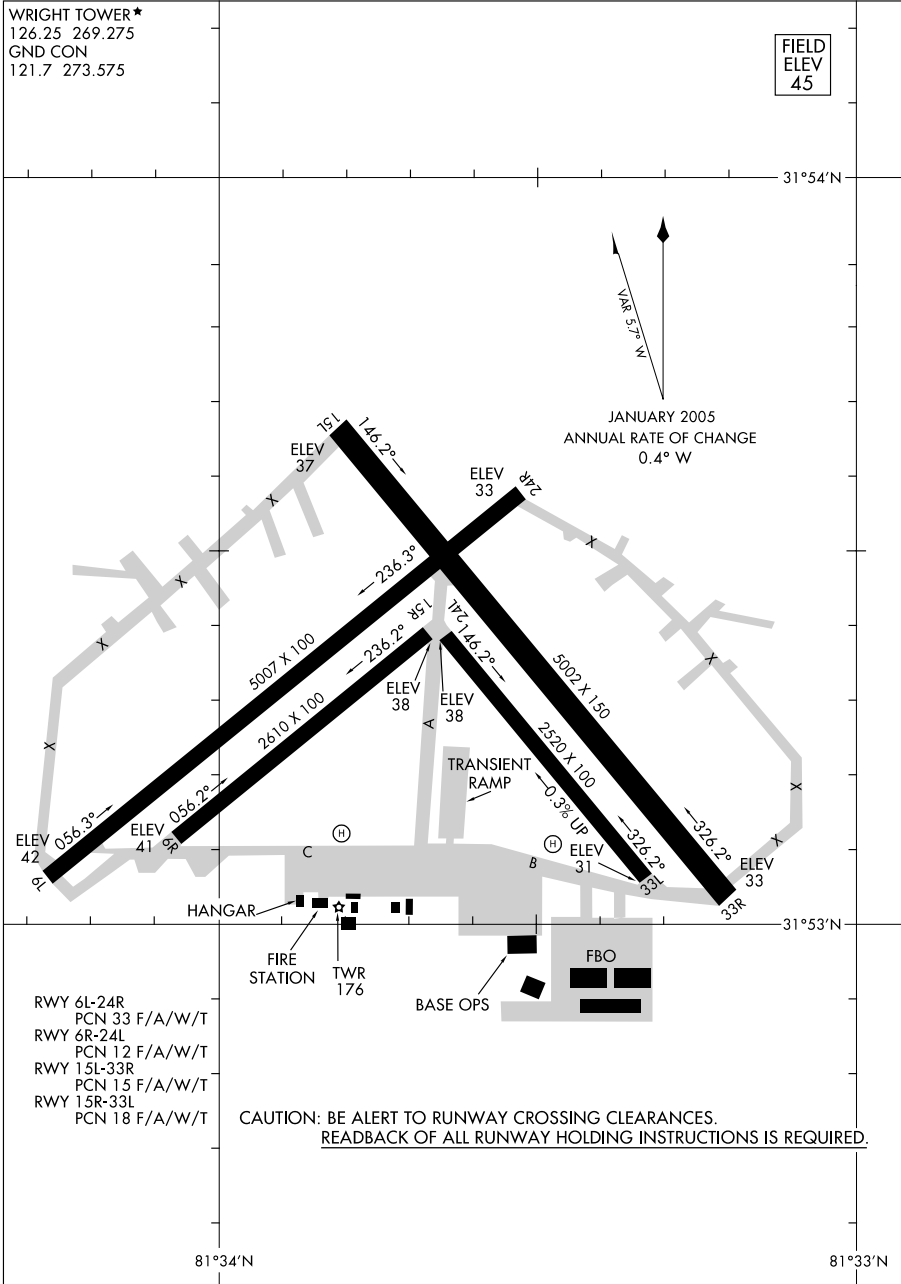 WRIGHT TOWER★
126.25 269.275
GND CON
121.7 273.575
FIELD
ELEV
45
31°54'N
VAR 5.7° W
JANUARY 2005
ANNUAL RATE OF CHANGE
0.4° W
15L
146.2°
ELEV
37
ELEV
33
24R
X
X
X
X
X
X
X
X
236.3°
5007 X 100
15R
24L
236.2°
146.2°
5002 X 150
2610 X 100
ELEV
38
ELEV
38
A
2520 X 100
TRANSIENT
RAMP
0.3% UP
056.3°
056.2°
ELEV
42
6L
ELEV
41
6R
H
C
H
B
ELEV
31
326.2°
33L
326.2°
ELEV
33
33R
HANGAR
FIRE
STATION
TWR
176
31°53'N
BASE OPS
FBO
RWY 6L-24R
PCN 33 F/A/W/T
RWY 6R-24L
PCN 12 F/A/W/T
RWY 15L-33R
PCN 15 F/A/W/T
RWY 15R-33L
PCN 18 F/A/W/T
CAUTION: BE ALERT TO RUNWAY CROSSING CLEARANCES.
READBACK OF ALL RUNWAY HOLDING INSTRUCTIONS IS REQUIRED.
81°34'N
81°33'N